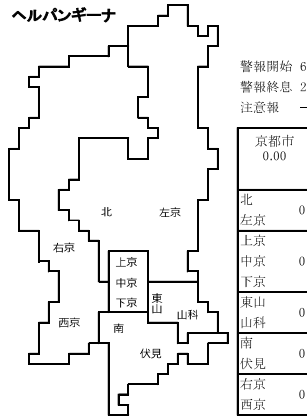 ヘルパンギーナ
警報開始 6
警報終息 2
注意報 －
京都市
0.00
北
左京
0
上京
中京
下京
0
東山
山科
0
南
伏見
0
右京
西京
0
北
左京
右京
上京
中京
下京
東山
山科
西京
南
伏見